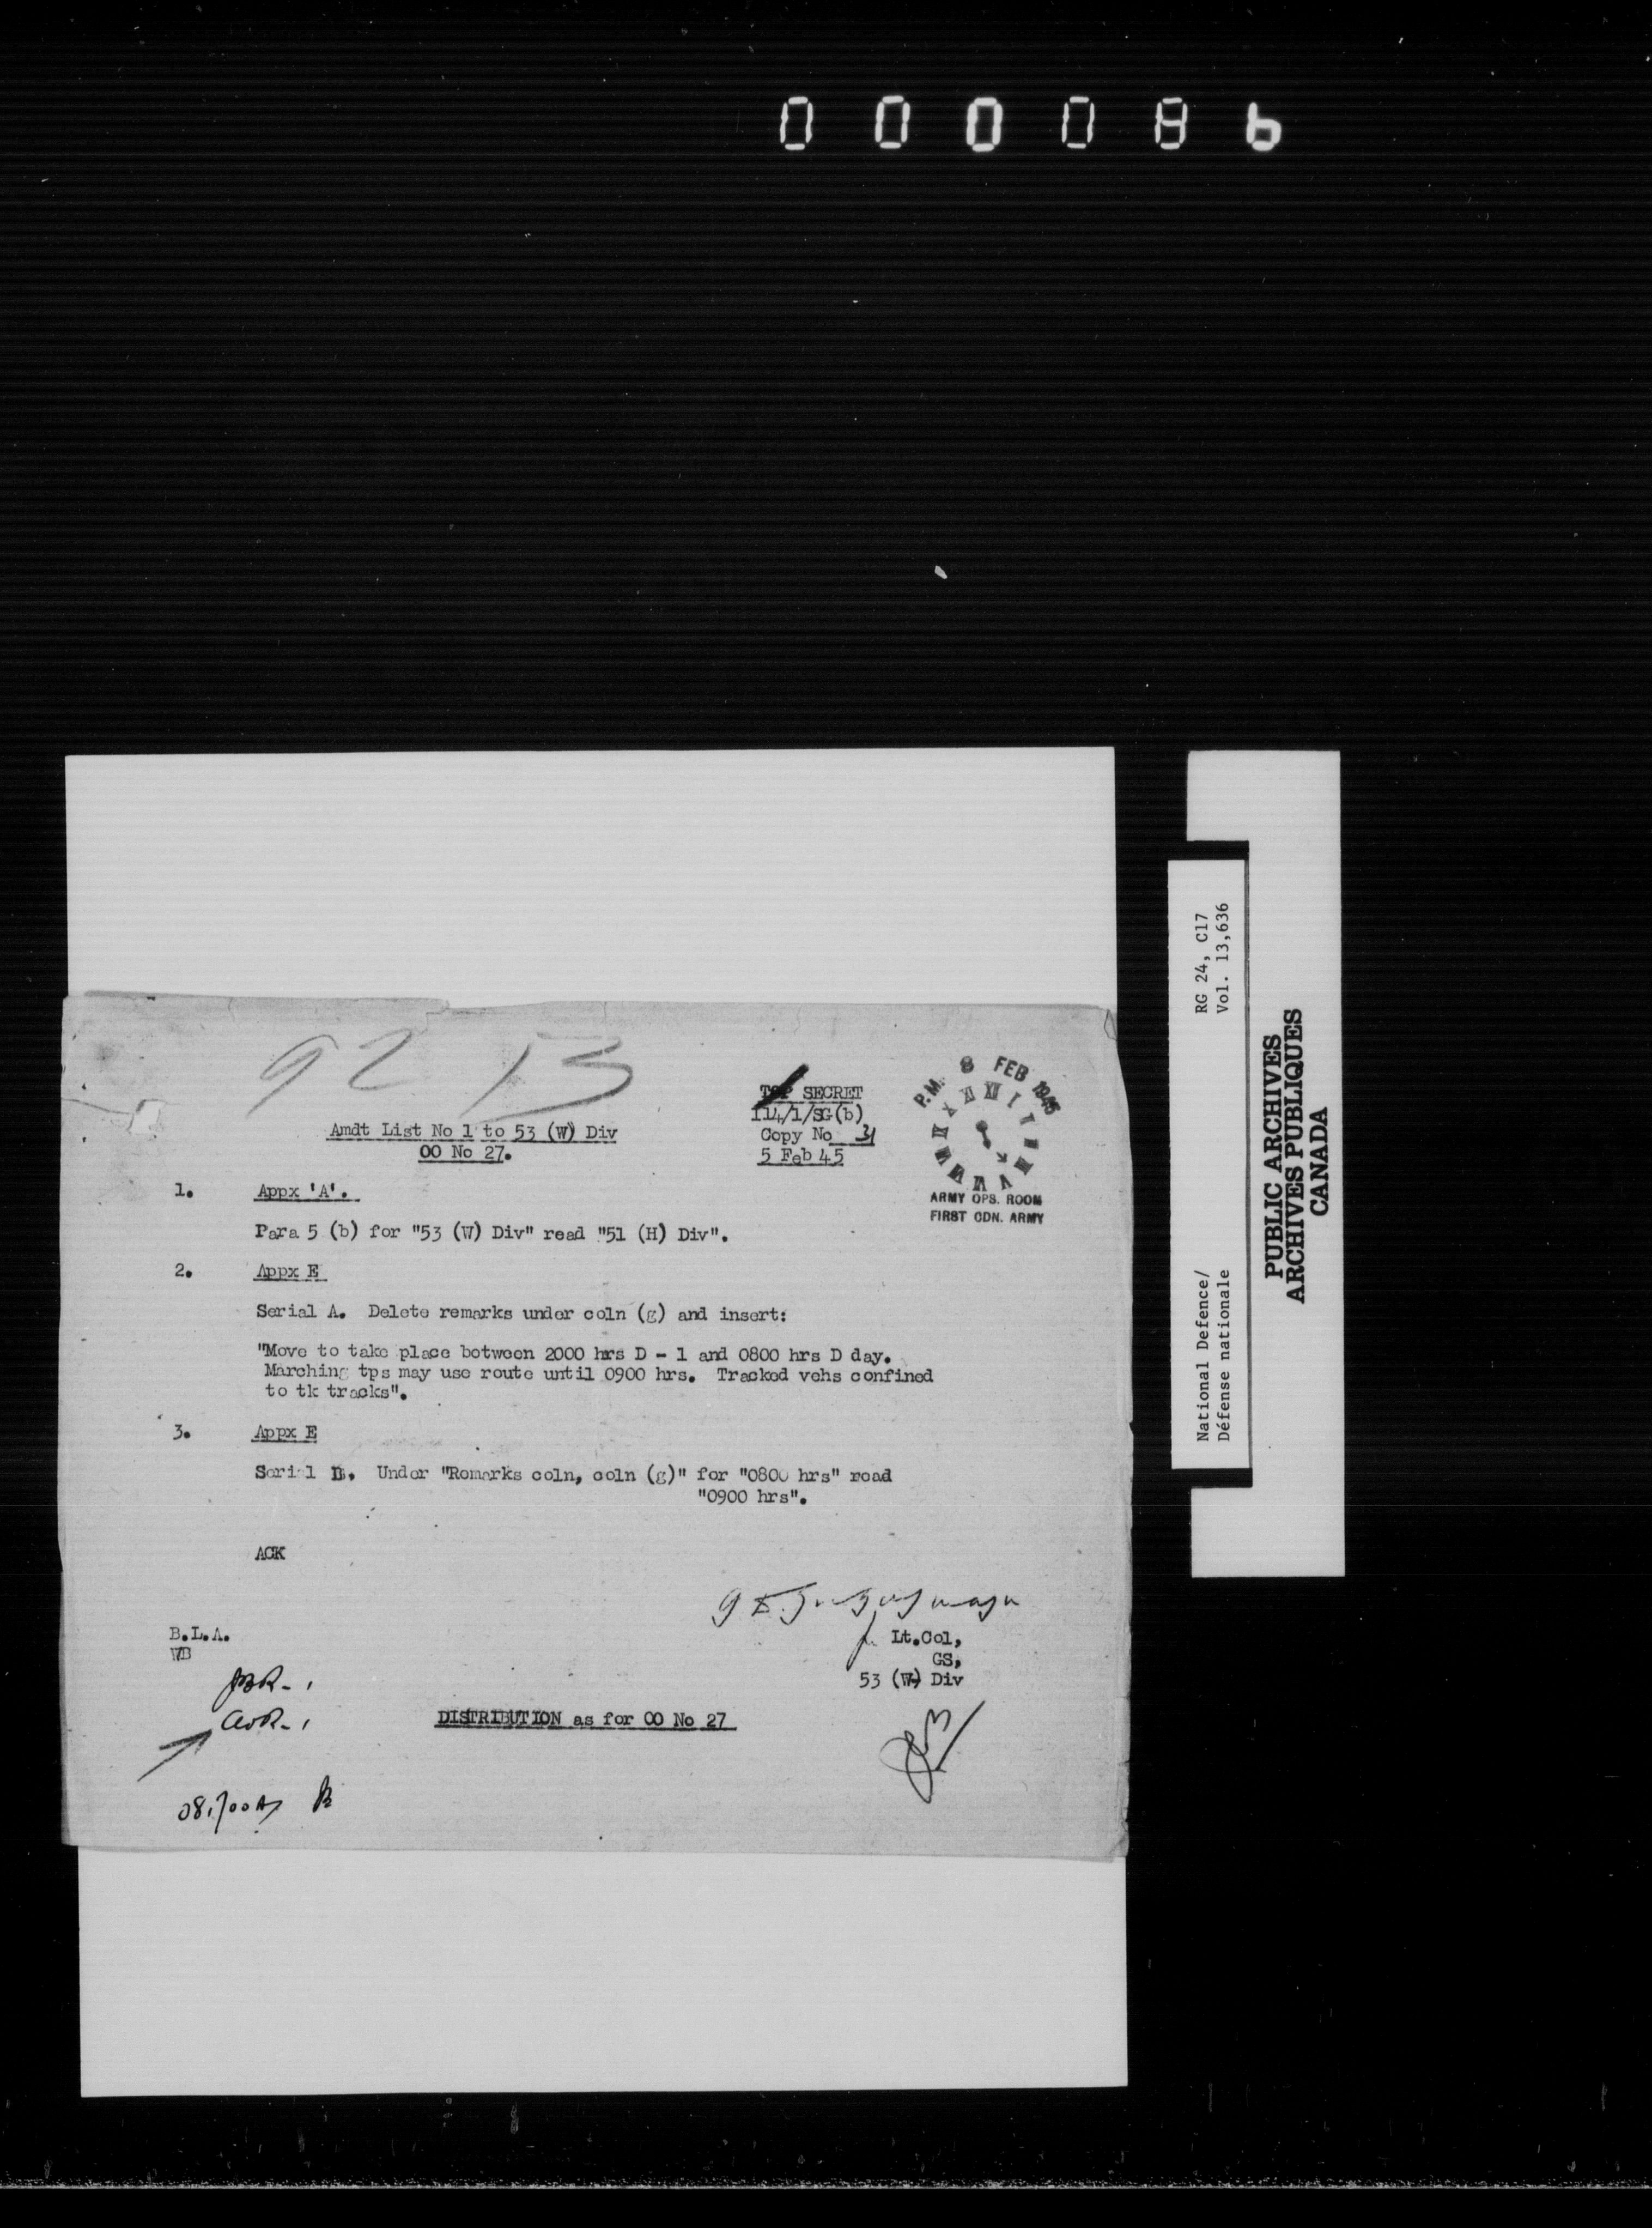 000086
92 13
TOP SECRET
114/1/SG(b)
Copy No 31
5 Feb 45
P.M. 8 FEB 1945
ARMY OPS. ROOM
FIRST CDN. ARMY
Amdt List No 1 to 53 (W) Div
OO No 27.
1. Appx 'A'.
Para 5 (b) for "53 (W) Div" read "51 (H) Div".
2. Appx E
Serial A. Delete remarks under coln (g) and insert:
"Move to take place between 2000 hrs D - 1 and 0800 hrs D day.
Marching tps may use route until 0900 hrs. Tracked vehs confined
to tk tracks".
3. Appx E
Serial B. Under "Remarks coln, coln (g)" for "0800 hrs" read
"0900 hrs".
ACK
Lt.Col,
GS,
53 (W) Div
B.L.A.
WB
DISTRIBUTION as for OO No 27
RG 24, C17
Vol. 13,636
National Defence/
Défense nationale
PUBLIC ARCHIVES
ARCHIVES PUBLIQUES
CANADA